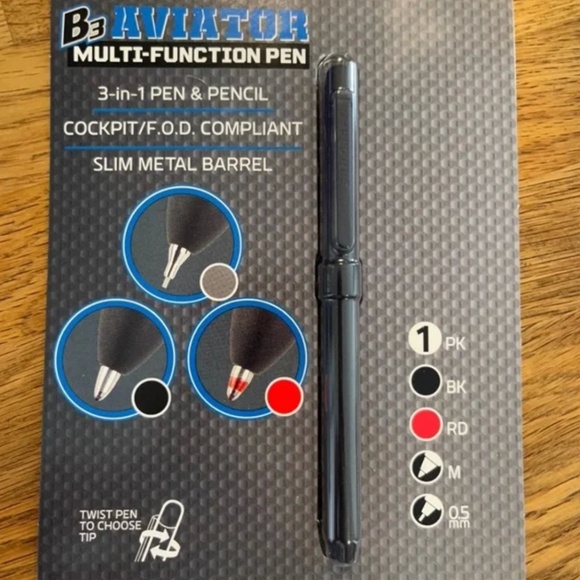 B3 AVIATOR
MULTI-FUNCTION PEN
3-in-1 PEN & PENCIL
COCKPIT/F.O.D. COMPLIANT
SLIM METAL BARREL
1 PK
BK
RD
M
0.5
mm
TWIST PEN
TO CHOOSE
TIP